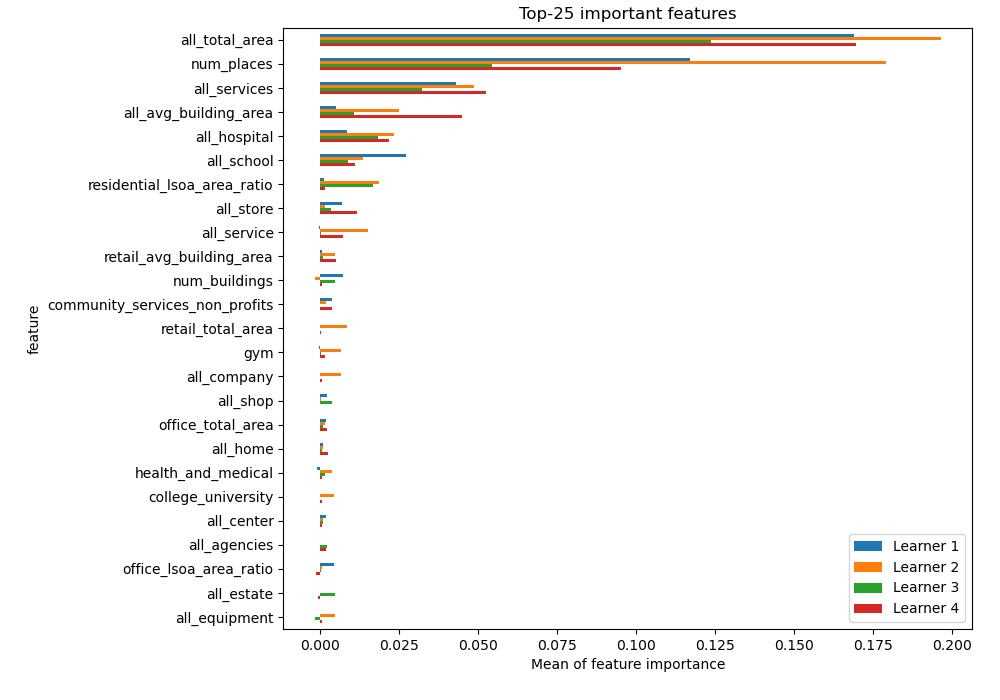 Top-25 important features
all_total_area
num_places
all_services
all_avg_building_area
all_hospital
all_school
residential_lsoa_area_ratio
all_store
all_service
retail_avg_building_area
num_buildings
community_services_non_profits
retail_total_area
gym
all_company
all_shop
office_total_area
all_home
health_and_medical
college_university
all_center
all_agencies
office_lsoa_area_ratio
all_estate
all_equipment
feature
Learner 1
Learner 2
Learner 3
Learner 4
0.000 0.025 0.050 0.075 0.100 0.125 0.150 0.175 0.200
Mean of feature importance